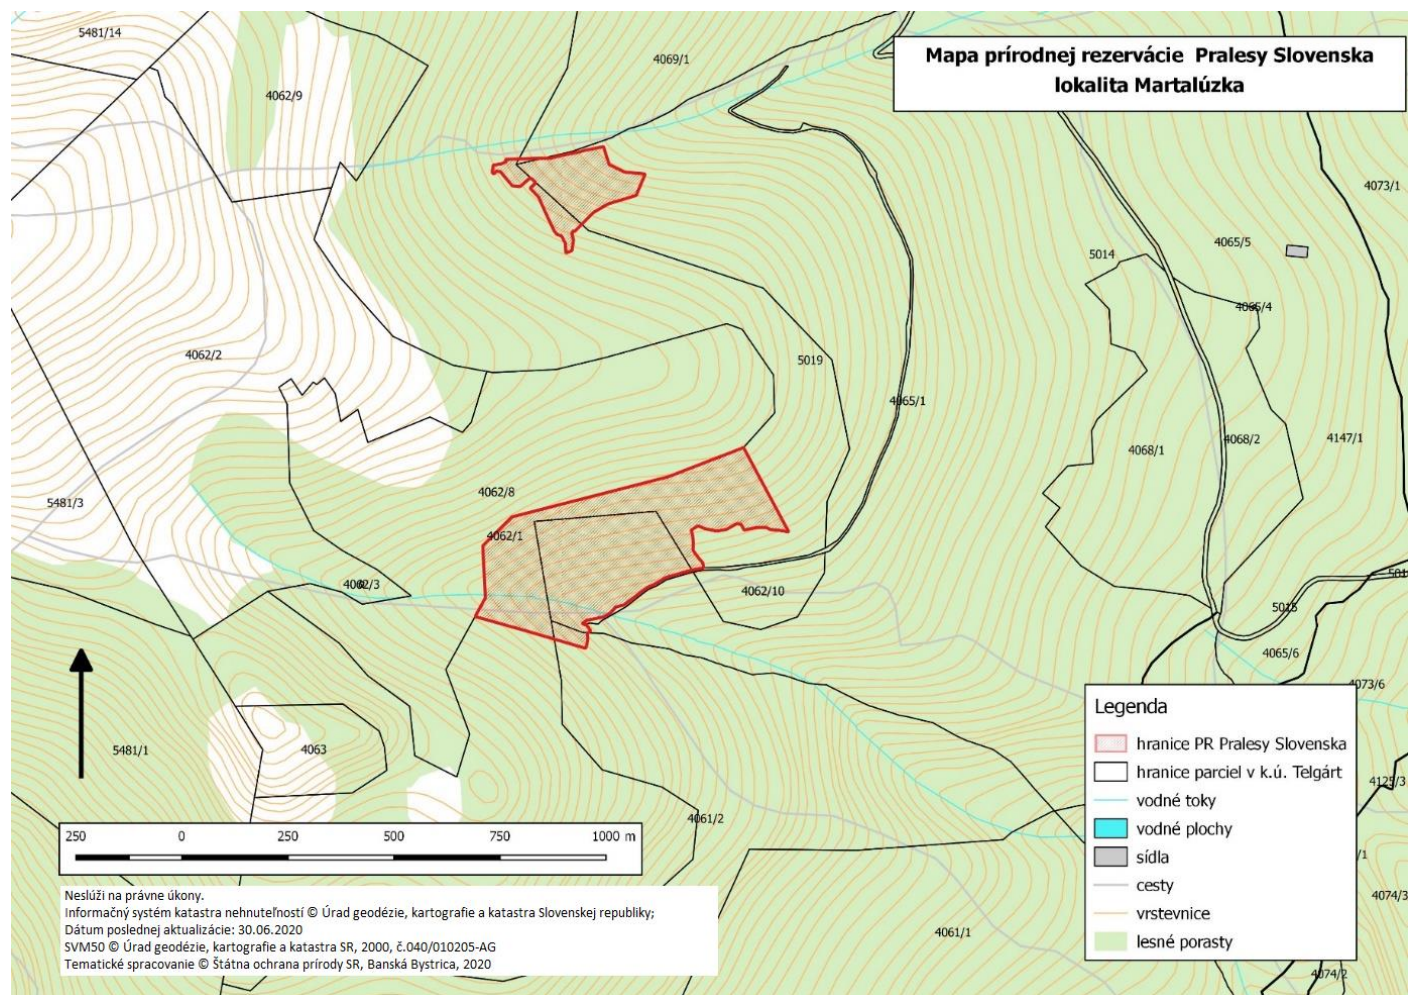 Mapa prírodnej rezervácie Pralesy Slovenska
lokalita Martalúzka
5481/14
4069/1
4062/9
4073/1
4065/5
5014
4065/4
4062/2
5019
4065/1
4068/1
4068/2
4147/1
4062/8
5481/3
4062/1
4062/3
4062/10
5015
4065/6
4073/6
5481/1
4063
4061/2
4125/3
4074/3
4061/1
4074/2
Legenda
hranice PR Pralesy Slovenska
hranice parciel v k.ú. Telgárt
vodné toky
vodné plochy
sídla
cesty
vrstevnice
lesné porasty
250 0 250 500 750 1000 m
Neslúži na právne úkony.
Informačný systém katastra nehnuteľností © Úrad geodézie, kartografie a katastra Slovenskej republiky;
Dátum poslednej aktualizácie: 30.06.2020
SVM50 © Úrad geodézie, kartografie a katastra SR, 2000, č.040/010205-AG
Tematické spracovanie © Štátna ochrana prírody SR, Banská Bystrica, 2020